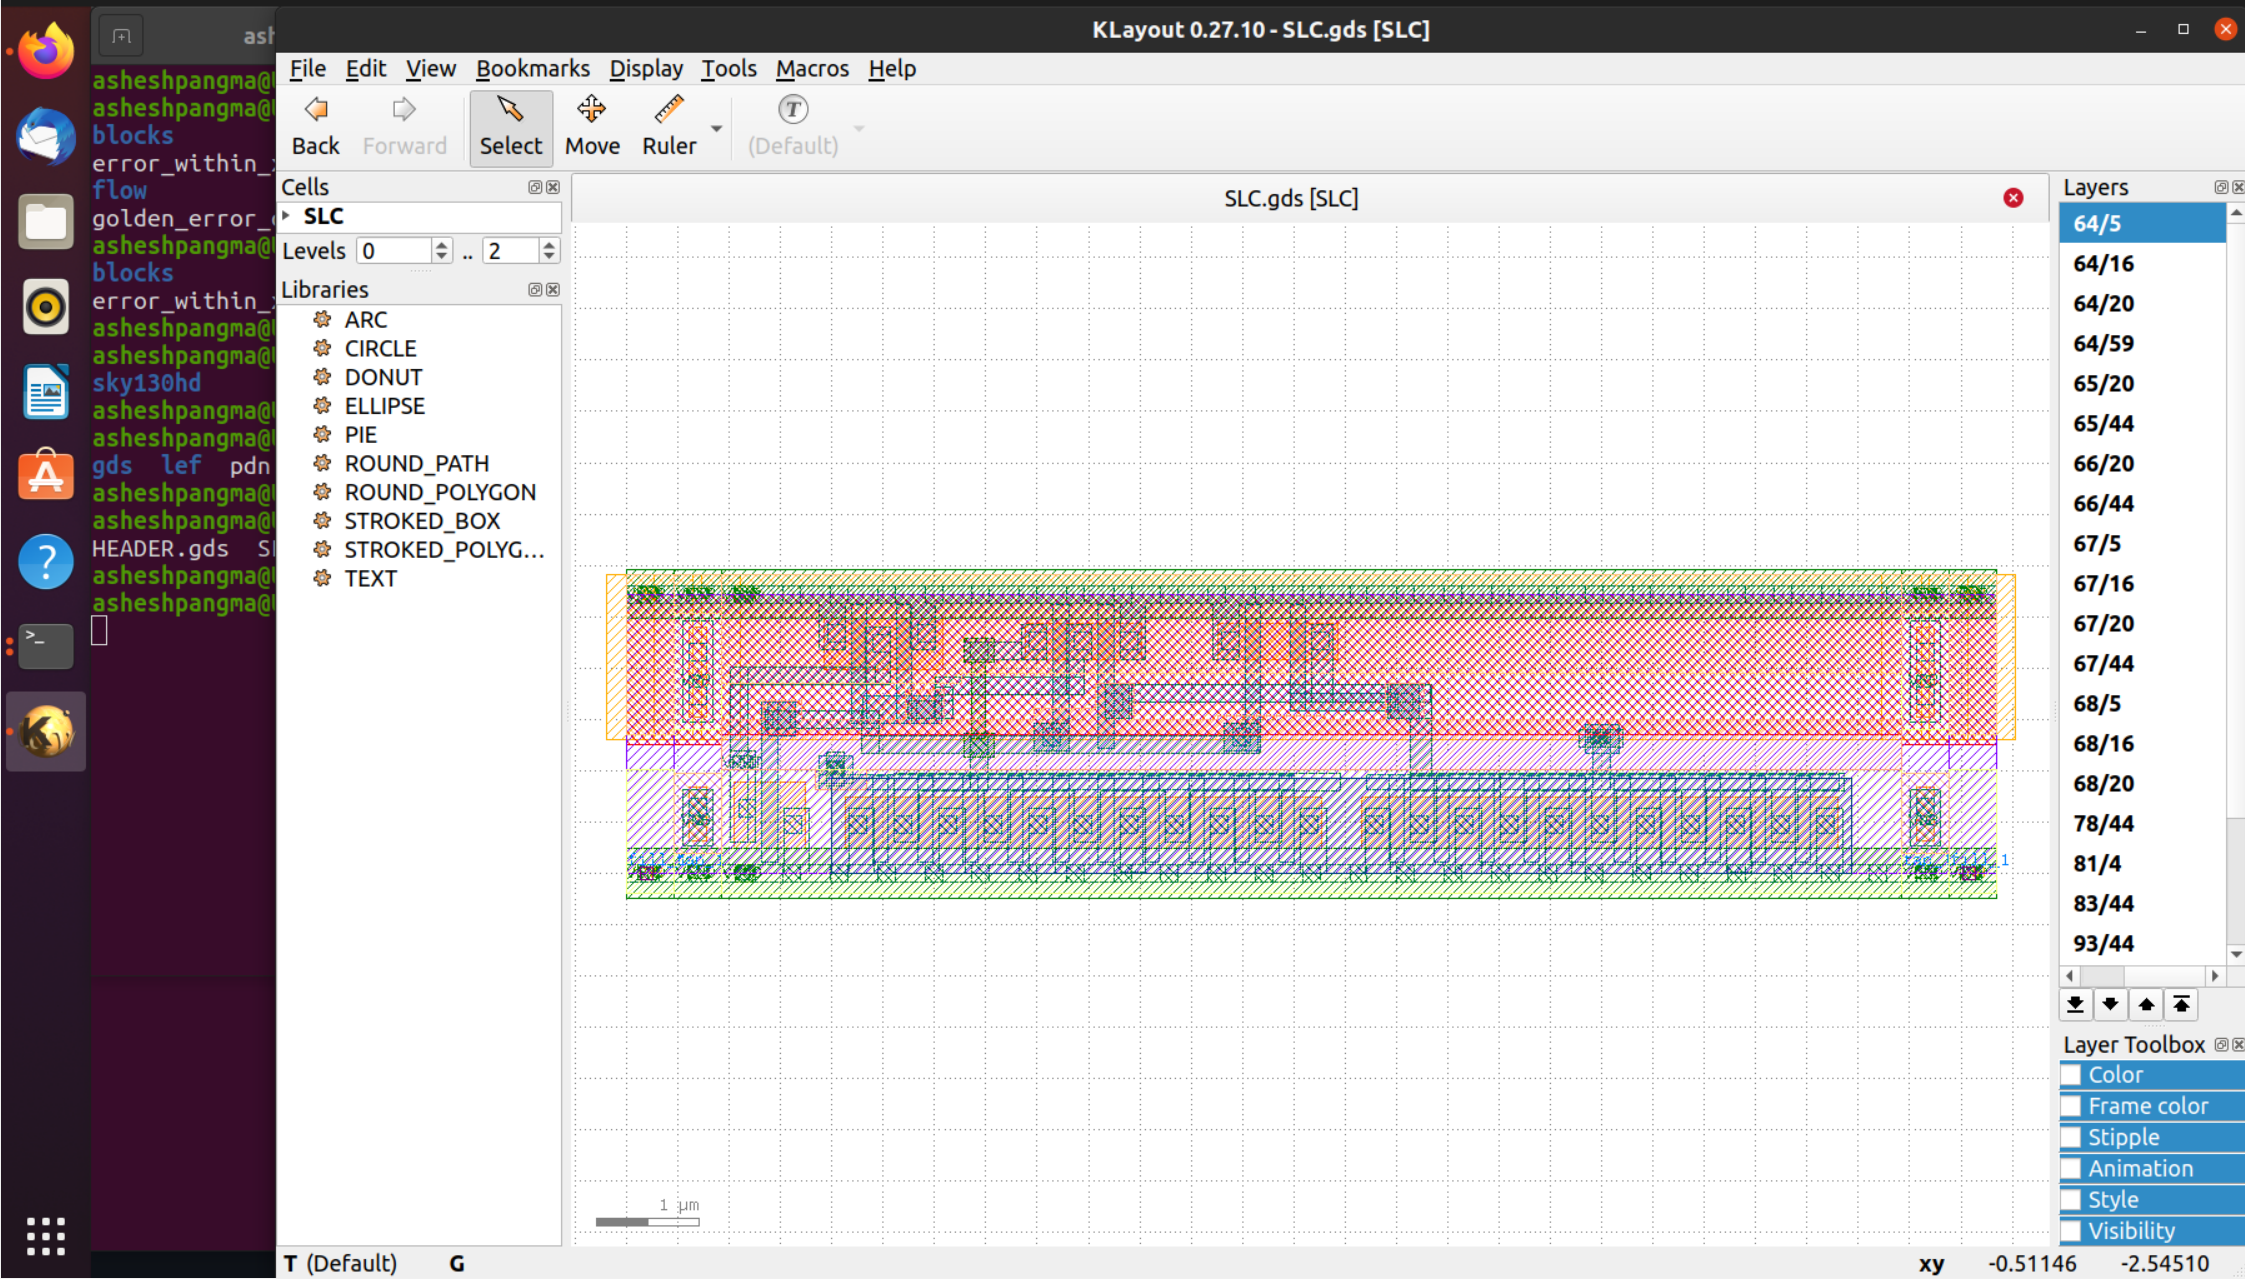 ash
KLayout 0.27.10 - SLC.gds [SLC]
File Edit View Bookmarks Display Tools Macros Help
Back Forward Select Move Ruler (Default)
asheshpangma@
asheshpangma@
blocks
error_within_
flow
golden_error_
asheshpangma@
blocks
error_within_
asheshpangma@
asheshpangma@
sky130hd
asheshpangma@
asheshpangma@
gds lef pdn
asheshpangma@
asheshpangma@
HEADER.gds
asheshpangma@
asheshpangma@
Cells
SLC
Levels 0 .. 2
Libraries
ARC
CIRCLE
DONUT
ELLIPSE
PIE
ROUND_PATH
ROUND_POLYGON
STROKED_BOX
STROKED_POLYG...
TEXT
SLC.gds [SLC]
1 µm
Layers
64/5
64/16
64/20
64/59
65/20
65/44
66/20
66/44
67/5
67/16
67/20
67/44
68/5
68/16
68/20
78/44
81/4
83/44
93/44
Layer Toolbox
Color
Frame color
Stipple
Animation
Style
Visibility
T (Default) G xy -0.51146 -2.54510